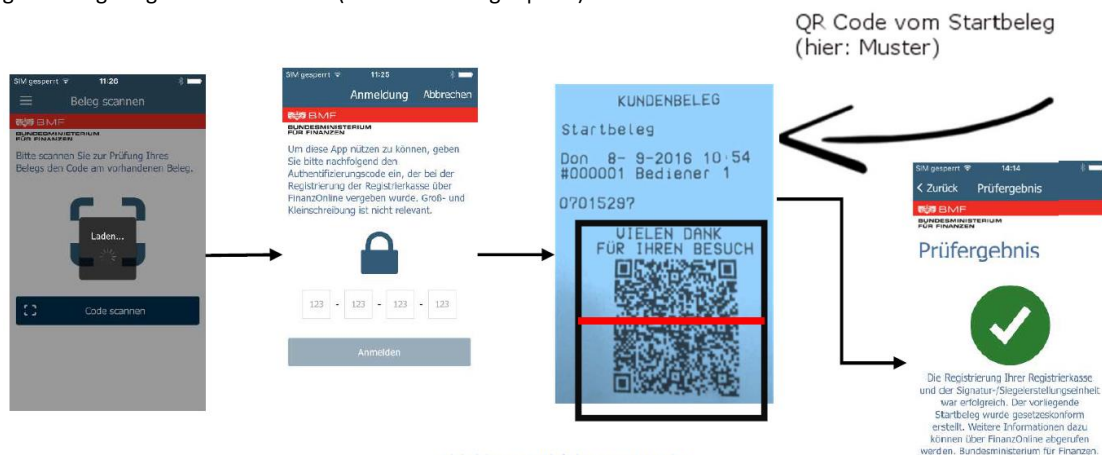 QR Code vom Startbeleg
(hier: Muster)
SIM gesperrt 11:26
Beleg scannen
BMF
BUNDESMINISTERIUM
FÜR FINANZEN
Bitte scannen Sie zur Prüfung Ihres
Belegs den Code am vorhandenen Beleg.
Laden...
Code scannen
SIM gesperrt 11:25
Anmeldung Abbrechen
BMF
BUNDESMINISTERIUM
FÜR FINANZEN
Um diese App nützen zu können, geben
Sie bitte nachfolgend den
Authentifizierungscode ein, der bei der
Registrierung der Registrierkasse über
FinanzOnline vergeben wurde. Groß- und
Kleinschreibung ist nicht relevant.
123 - 123 - 123 - 123
Anmelden
KUNDENBELEG
Startbeleg
Don 8- 9-2016 10:54
#000001 Bediener 1
07015297
VIELEN DANK
FÜR IHREN BESUCH
SIM gesperrt 14:14
Zurück Prüfergebnis
BMF
BUNDESMINISTERIUM
FÜR FINANZEN
Prüfergebnis
Die Registrierung Ihrer Registrierkasse
und der Signatur-/Siegelerstellungseinheit
war erfolgreich. Der vorliegende
Startbeleg wurde gesetzeskonform
erstellt. Weitere Informationen dazu
können über FinanzOnline abgerufen
werden. Bundesministerium für Finanzen.